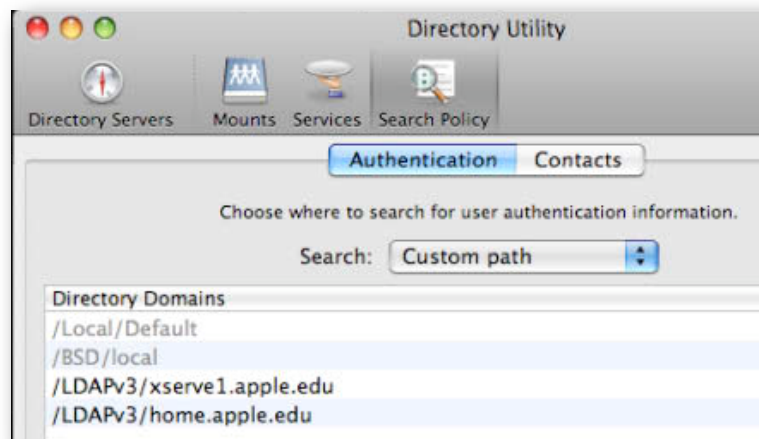 Directory Utility
Directory Servers Mounts Services Search Policy
Authentication Contacts
Choose where to search for user authentication information.
Search: Custom path
Directory Domains
/Local/Default
/BSD/local
/LDAPv3/xserve1.apple.edu
/LDAPv3/home.apple.edu